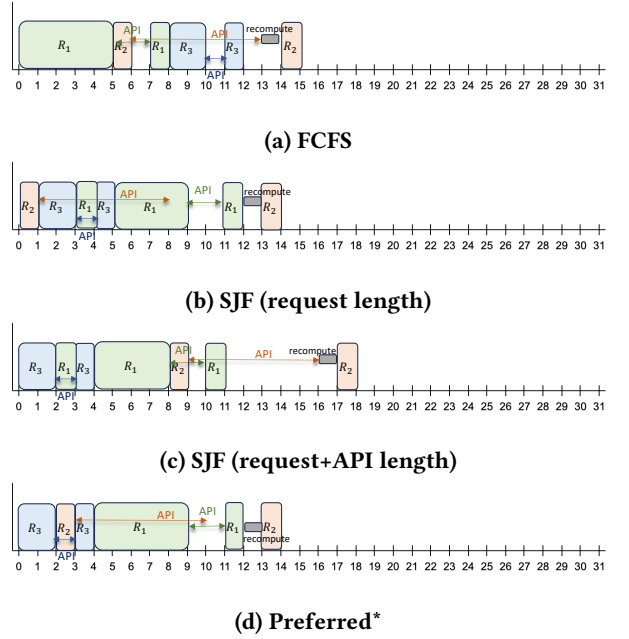 API API recompute
R1 R2 R1 R3 R3 R2
API
0 1 2 3 4 5 6 7 8 9 10 11 12 13 14 15 16 17 18 19 20 21 22 23 24 25 26 27 28 29 30 31
(a) FCFS
API API recompute
R2 R3 R1 R3 R1 R1 R2
API
0 1 2 3 4 5 6 7 8 9 10 11 12 13 14 15 16 17 18 19 20 21 22 23 24 25 26 27 28 29 30 31
(b) SJF (request length)
API API recompute
R3 R1 R3 R1 R2 R1 R2
API
0 1 2 3 4 5 6 7 8 9 10 11 12 13 14 15 16 17 18 19 20 21 22 23 24 25 26 27 28 29 30 31
(c) SJF (request+API length)
API API
R3 R2 R3 R1 R1 R2
API recompute
0 1 2 3 4 5 6 7 8 9 10 11 12 13 14 15 16 17 18 19 20 21 22 23 24 25 26 27 28 29 30 31
(d) Preferred*